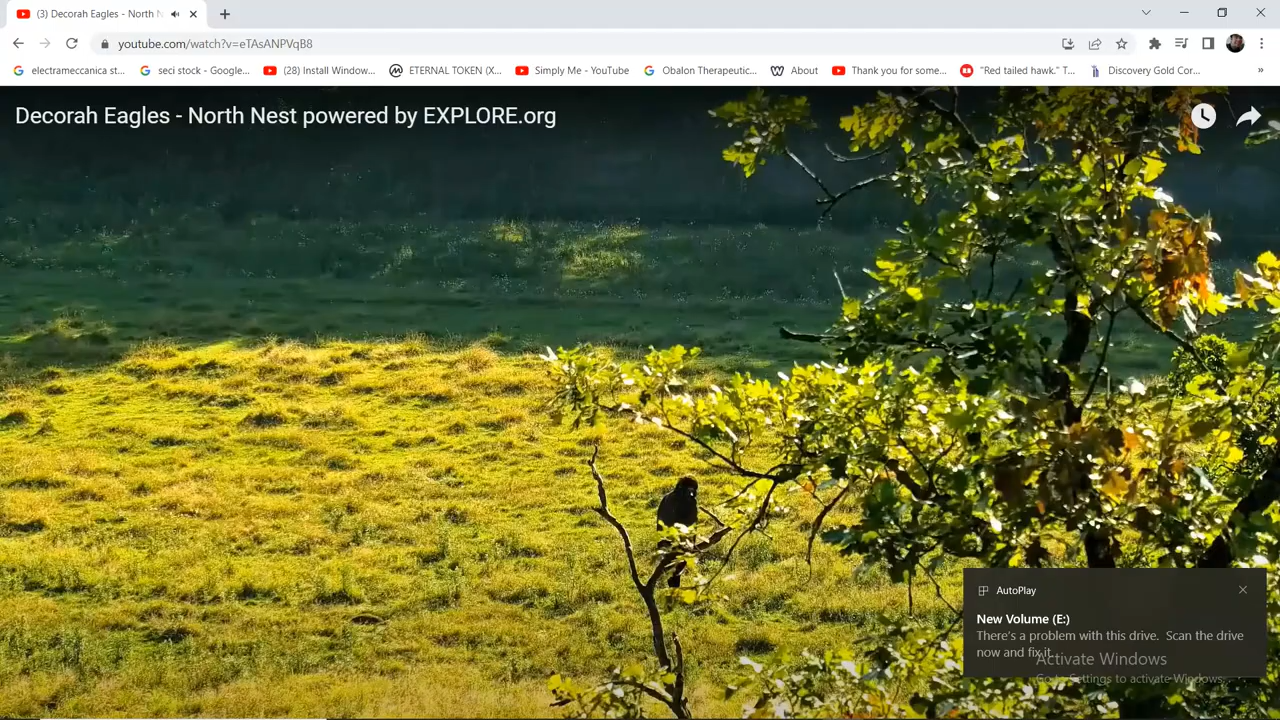 (3) Decorah Eagles - North N
youtube.com/watch?v=eTAsANPVqB8
electrameccanica st...
seci stock - Google...
(28) Install Window...
ETERNAL TOKEN (X...
Simply Me - YouTube
Obalon Therapeutic...
About
Thank you for some...
"Red tailed hawk." T...
Discovery Gold Cor...
»
Decorah Eagles - North Nest powered by EXPLORE.org
AutoPlay
New Volume (E:)
There's a problem with this drive. Scan the drive
now and fix it.
Activate Windows
Go to Settings to activate Windows.